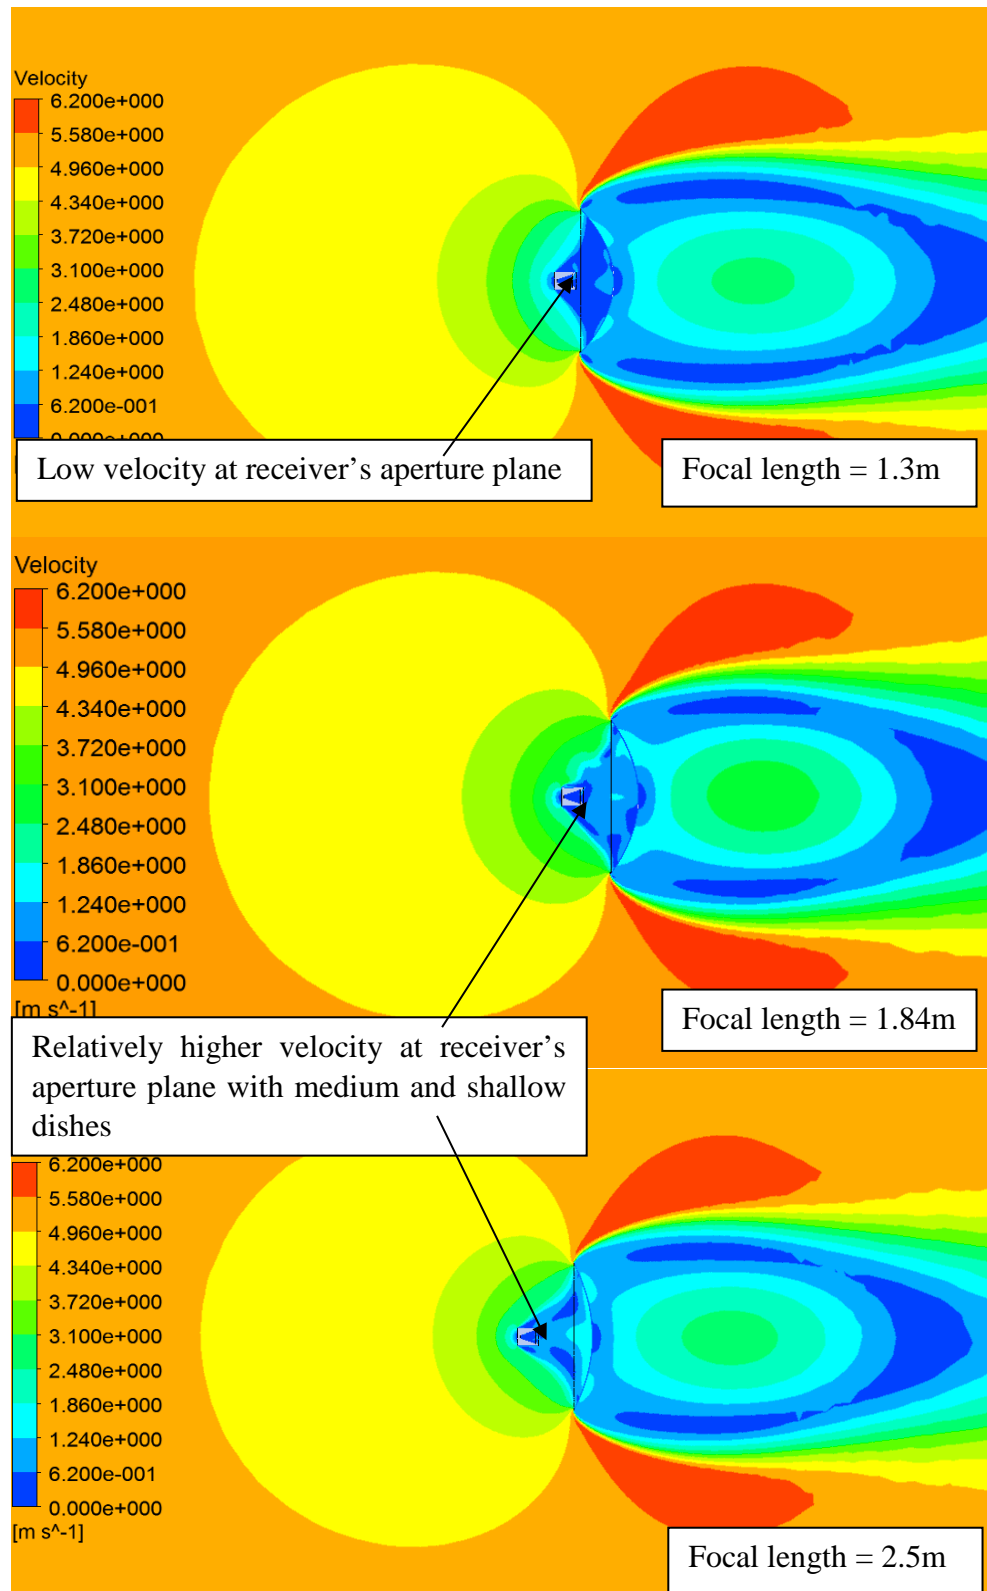 Velocity
6.200e+000
5.580e+000
4.960e+000
4.340e+000
3.720e+000
3.100e+000
2.480e+000
1.860e+000
1.240e+000
6.200e-001
0.000e+000
Low velocity at receiver’s aperture plane
Focal length = 1.3m
Velocity
6.200e+000
5.580e+000
4.960e+000
4.340e+000
3.720e+000
3.100e+000
2.480e+000
1.860e+000
1.240e+000
6.200e-001
0.000e+000
[m s^-1]
Focal length = 1.84m
Relatively higher velocity at receiver’s
aperture plane with medium and shallow
dishes
6.200e+000
5.580e+000
4.960e+000
4.340e+000
3.720e+000
3.100e+000
2.480e+000
1.860e+000
1.240e+000
6.200e-001
0.000e+000
[m s^-1]
Focal length = 2.5m